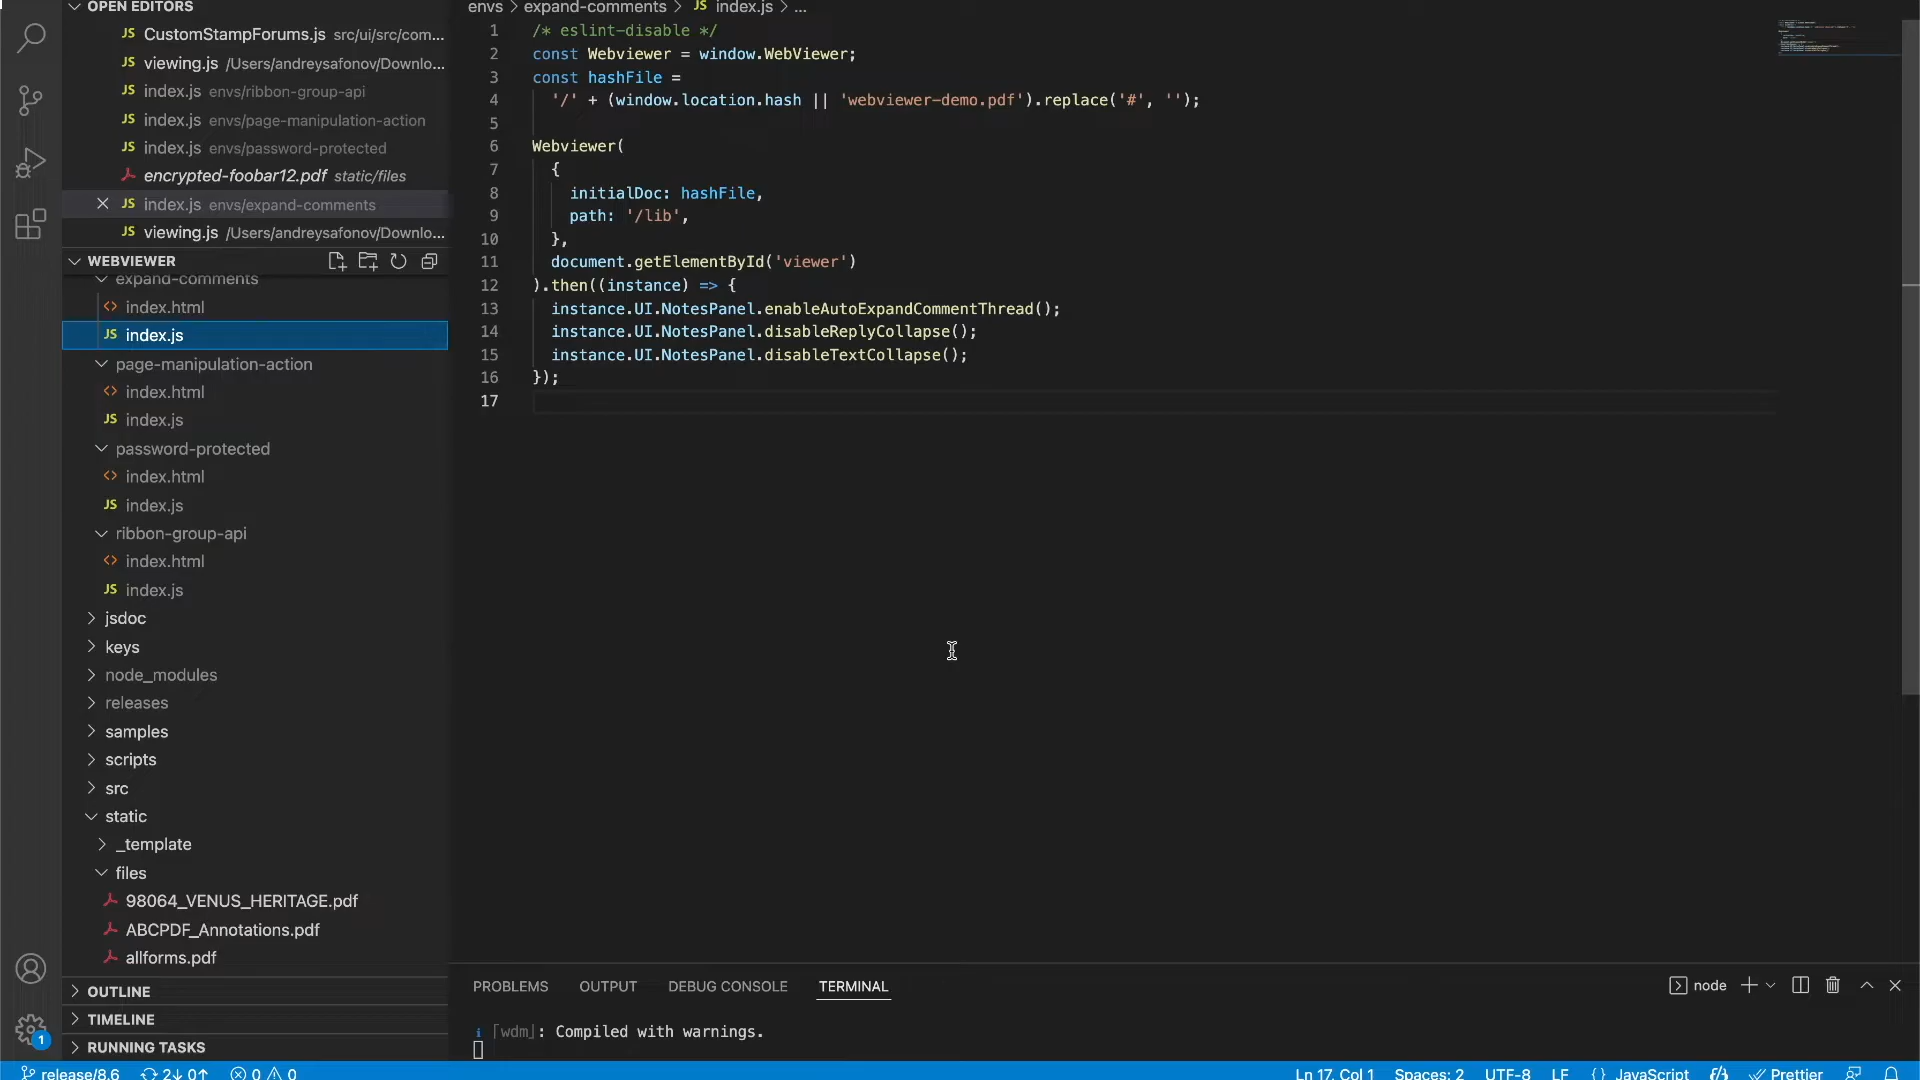 OPEN EDITORS
JS CustomStampForums.js src/ui/src/com...
JS viewing.js /Users/andreysafonov/Downlo...
JS index.js envs/ribbon-group-api
JS index.js envs/page-manipulation-action
JS index.js envs/password-protected
encrypted-foobar12.pdf static/files
JS index.js envs/expand-comments
JS viewing.js /Users/andreysafonov/Downlo...
WEBVIEWER
expand-comments
<> index.html
JS index.js
page-manipulation-action
<> index.html
JS index.js
password-protected
<> index.html
JS index.js
ribbon-group-api
<> index.html
JS index.js
jsdoc
keys
node_modules
releases
samples
scripts
src
static
_template
files
98064_VENUS_HERITAGE.pdf
ABCPDF_Annotations.pdf
allforms.pdf
OUTLINE
TIMELINE
RUNNING TASKS
1
envs > expand-comments > JS index.js > ...
1 /* eslint-disable */
2 const Webviewer = window.WebViewer;
3 const hashFile =
4 '/' + (window.location.hash || 'webviewer-demo.pdf').replace('#', '');
5
6 Webviewer(
7 {
8 initialDoc: hashFile,
9 path: '/lib',
10 },
11 document.getElementById('viewer')
12 ).then((instance) => {
13 instance.UI.NotesPanel.enableAutoExpandCommentThread();
14 instance.UI.NotesPanel.disableReplyCollapse();
15 instance.UI.NotesPanel.disableTextCollapse();
16 });
17
PROBLEMS OUTPUT DEBUG CONSOLE TERMINAL node
i ｢wdm｣: Compiled with warnings.
release/8.6 2↓ 0↑ 0 0 Ln 17, Col 1 Spaces: 2 UTF-8 LF {} JavaScript Prettier